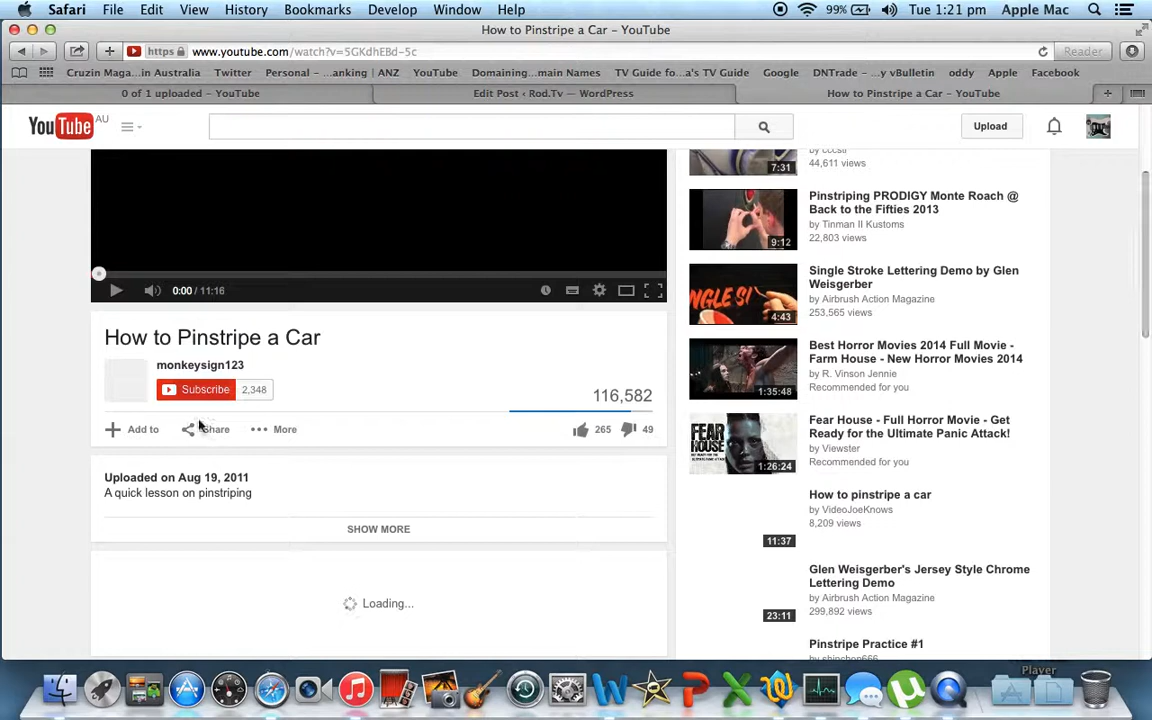 Safari File Edit View History Bookmarks Develop Window Help 99% Tue 1:21 pm Apple Mac
How to Pinstripe a Car – YouTube
https www.youtube.com/watch?v=5GKdhEBd-5c Reader
Cruzin Maga...in Australia Twitter Personal – ...anking | ANZ YouTube Domaining...main Names TV Guide fo...a's TV Guide Google DNTrade – ...y vBulletin oddy Apple Facebook
0 of 1 uploaded – YouTube Edit Post ‹ Rod.Tv — WordPress How to Pinstripe a Car – YouTube
YouTube AU Upload
0:00 / 11:16
How to Pinstripe a Car
monkeysign123
Subscribe 2,348
116,582
Add to Share More 265 49
Uploaded on Aug 19, 2011
A quick lesson on pinstriping
SHOW MORE
Loading...
44,611 views
7:31
Pinstriping PRODIGY Monte Roach @
Back to the Fifties 2013
by Tinman II Kustoms
22,803 views
9:12
Single Stroke Lettering Demo by Glen
Weisgerber
by Airbrush Action Magazine
253,565 views
4:43
Best Horror Movies 2014 Full Movie -
Farm House - New Horror Movies 2014
by R. Vinson Jennie
Recommended for you
1:35:48
Fear House - Full Horror Movie - Get
Ready for the Ultimate Panic Attack!
by Viewster
Recommended for you
FEAR
HOUSE
1:26:24
How to pinstripe a car
by VideoJoeKnows
8,209 views
11:37
Glen Weisgerber's Jersey Style Chrome
Lettering Demo
by Airbrush Action Magazine
299,892 views
23:11
Pinstripe Practice #1